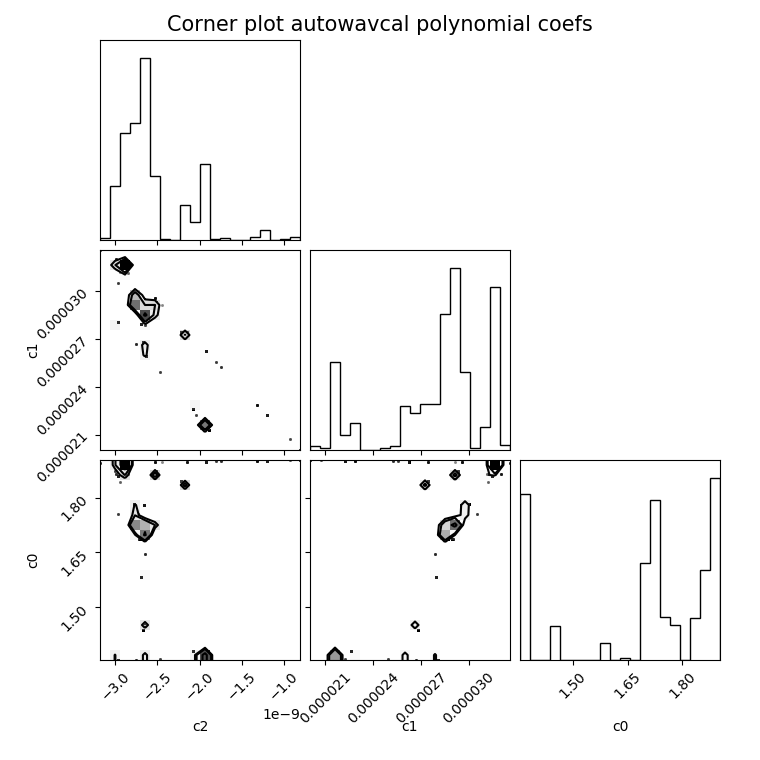 Corner plot autowavcal polynomial coefs
c1
0.000030
0.000027
0.000024
0.000021
c0
1.80
1.65
1.50
−3.0 −2.5 −2.0 −1.5 −1.0
1e−9
c2
0.000021 0.000024 0.000027 0.000030
c1
1.50 1.65 1.80
c0